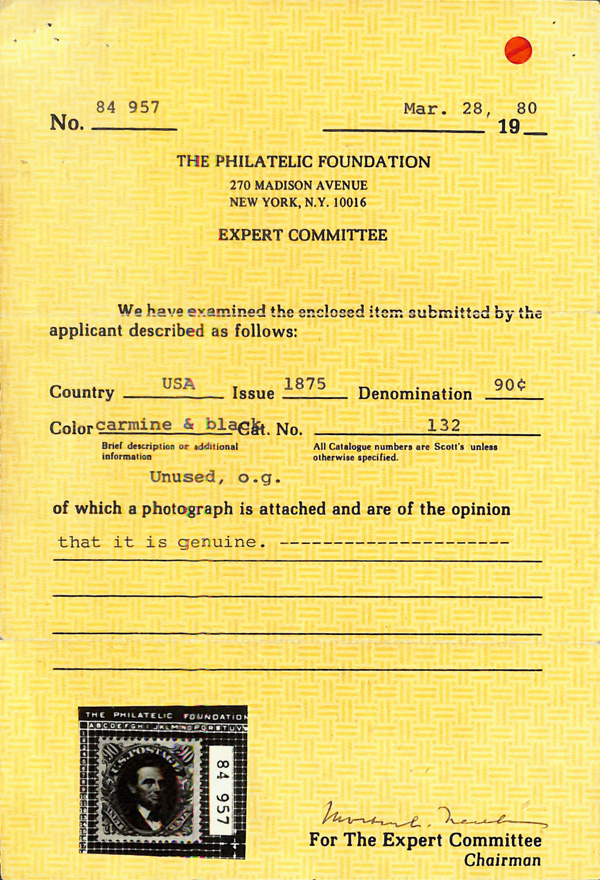 84 957
Mar. 28, 80
No. 19
THE PHILATELIC FOUNDATION
270 MADISON AVENUE
NEW YORK, N.Y. 10016
EXPERT COMMITTEE
We have examined the enclosed item submitted by the
applicant described as follows:
Country USA Issue 1875 Denomination 90¢
Color carmine & black Cat. No. 132
Brief description or additional information
All Catalogue numbers are Scott's unless otherwise specified.
Unused, o.g.
of which a photograph is attached and are of the opinion
that it is genuine. ---------------------
THE PHILATELIC FOUNDATION
ABCDEFGHIJKLMNOPQRSTUV
U.S. POSTAGE
90
84 957
For The Expert Committee
Chairman